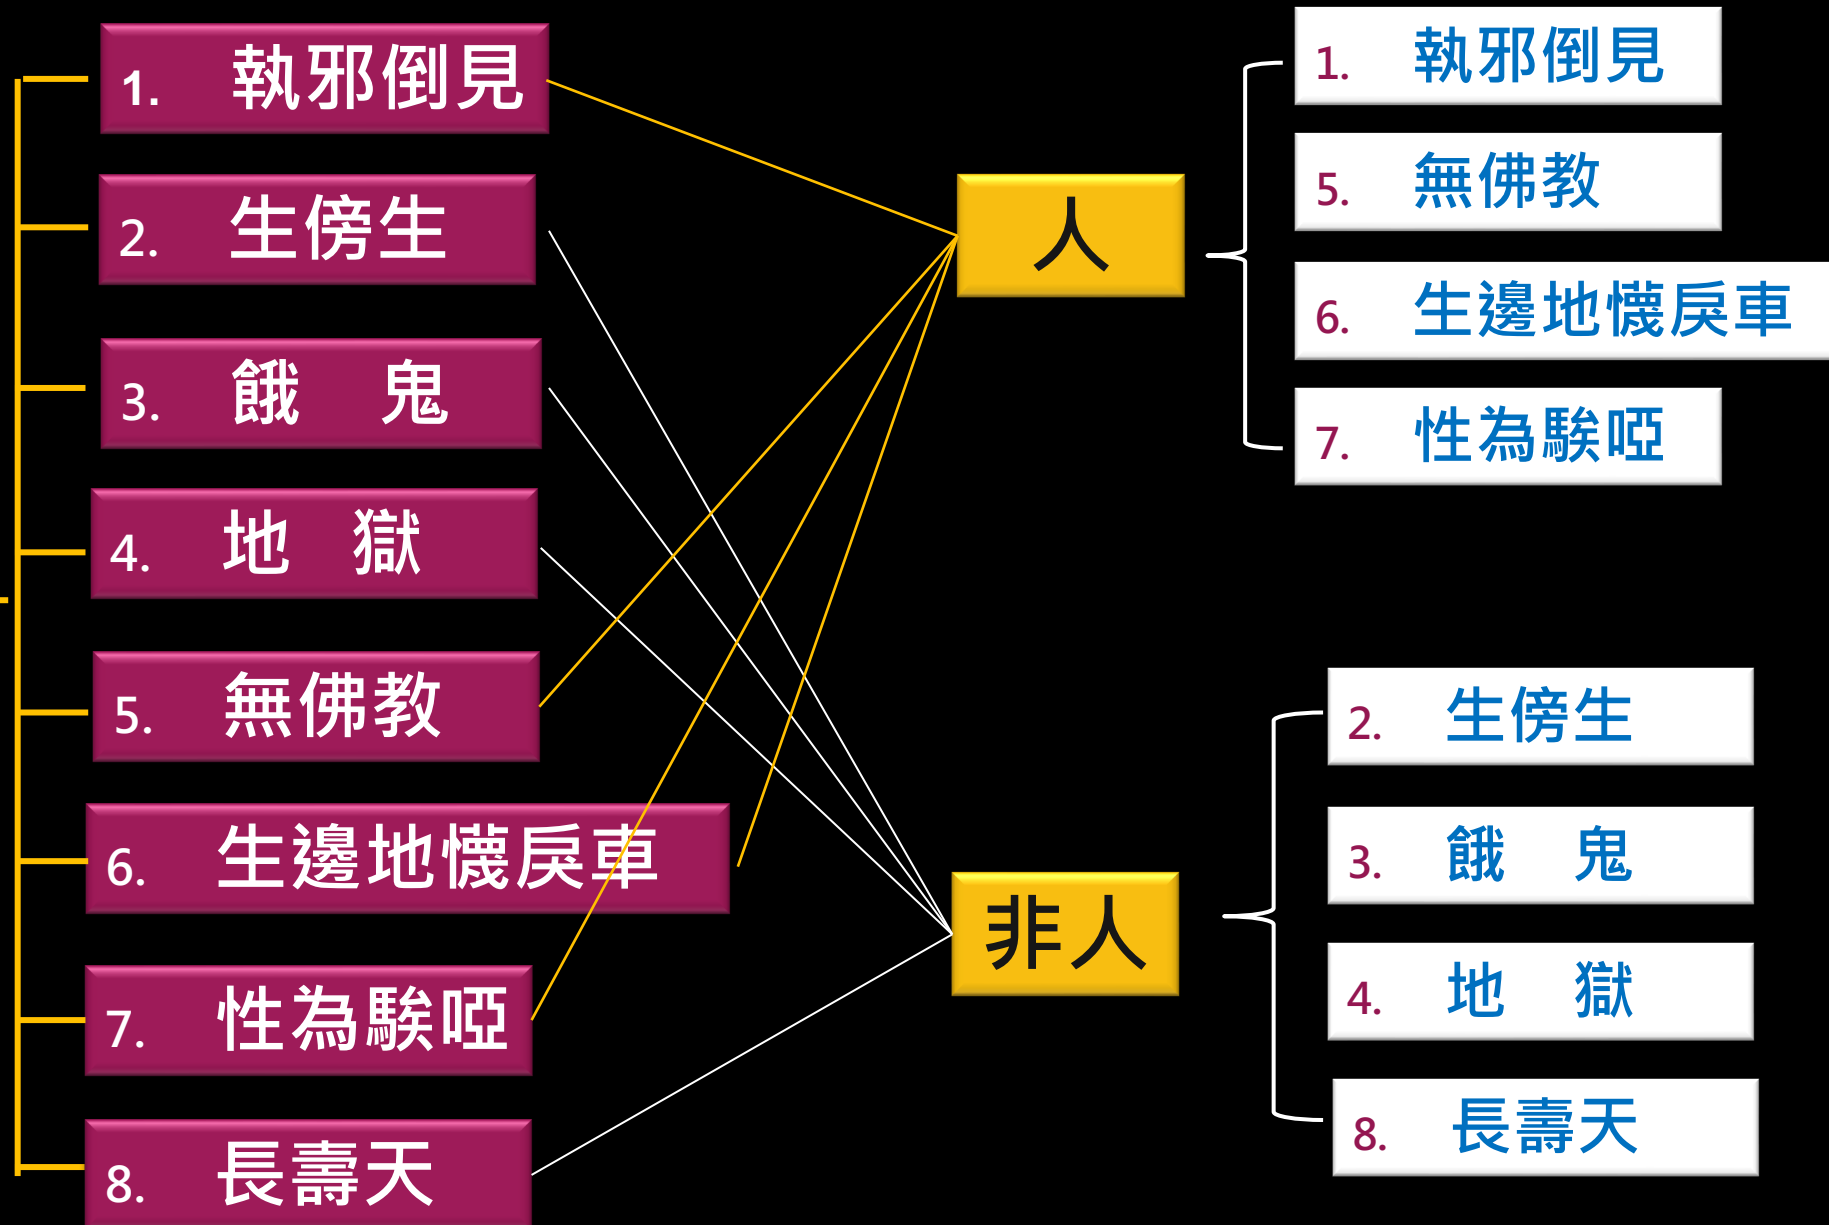 1. 執邪倒見
2. 生傍生
3. 餓 鬼
4. 地 獄
5. 無佛教
6. 生邊地懱戾車
7. 性為騃啞
8. 長壽天
人
非人
1. 執邪倒見
5. 無佛教
6. 生邊地懱戾車
7. 性為騃啞
2. 生傍生
3. 餓 鬼
4. 地 獄
8. 長壽天